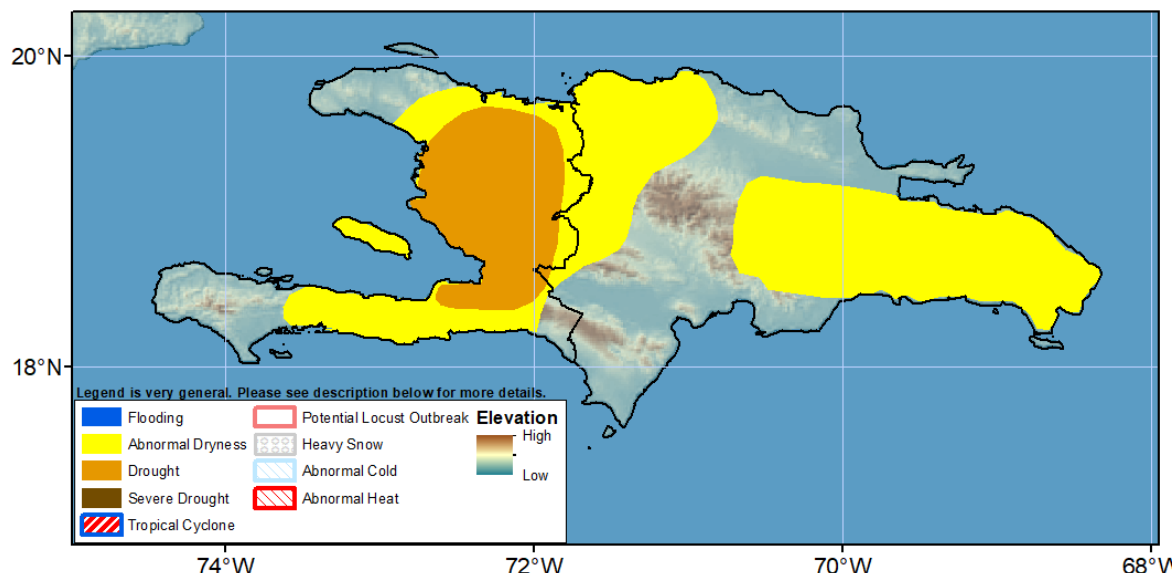 20°N
18°N
Legend is very general. Please see description below for more details.
Flooding
Abnormal Dryness
Drought
Severe Drought
Tropical Cyclone
Potential Locust Outbreak
Heavy Snow
Abnormal Cold
Abnormal Heat
Elevation
High
Low
74°W
72°W
70°W
68°W